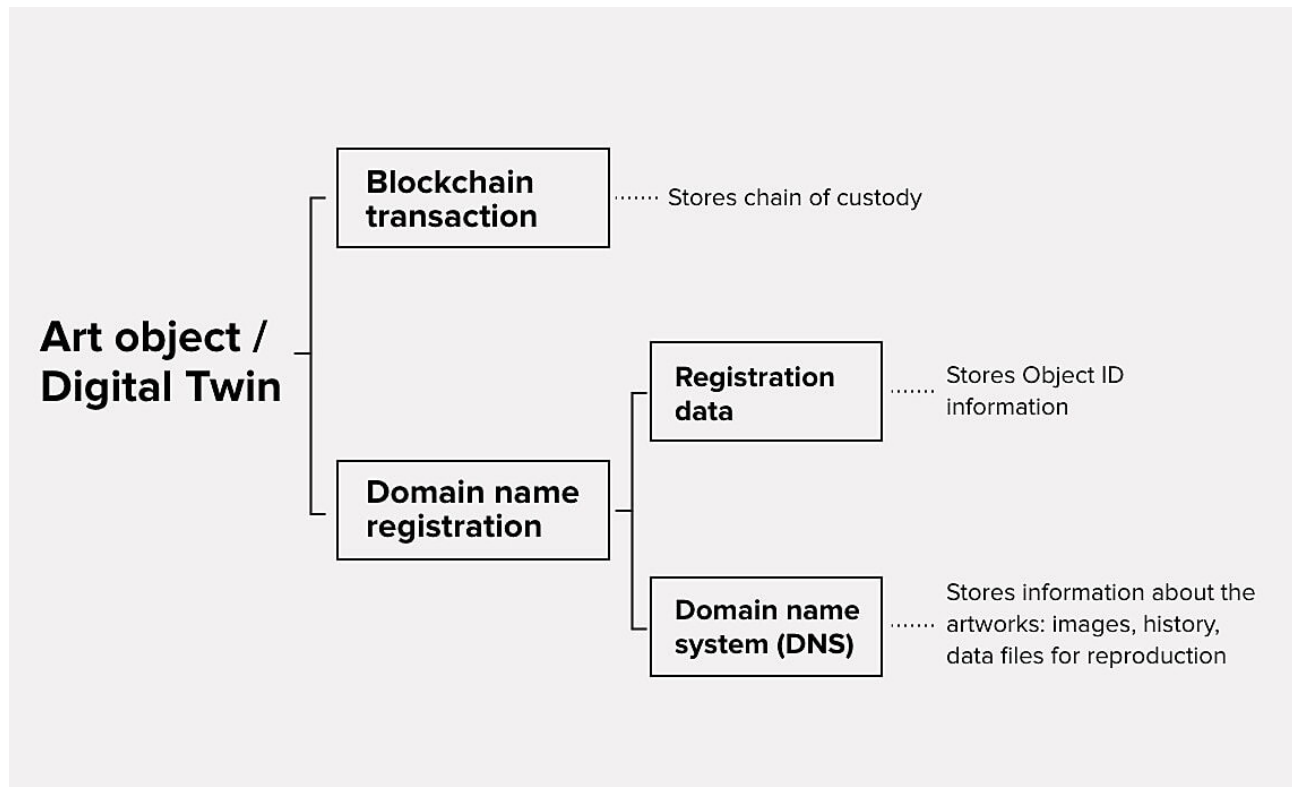 Art object /
Digital Twin
Blockchain
transaction
Stores chain of custody
Domain name
registration
Registration
data
Stores Object ID
information
Domain name
system (DNS)
Stores information about the
artworks: images, history,
data files for reproduction